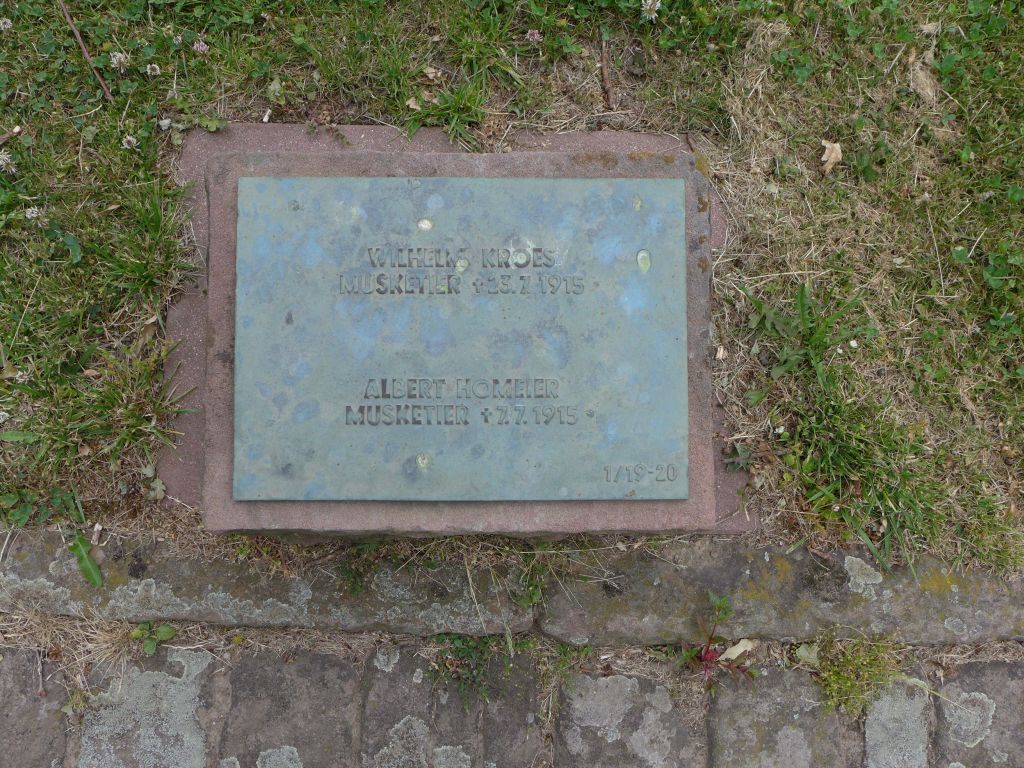 WILHELM KROES
MUSKETIER ✝23.7.1915
ALBERT HOMEIER
MUSKETIER ✝7.7.1915
1/19-20